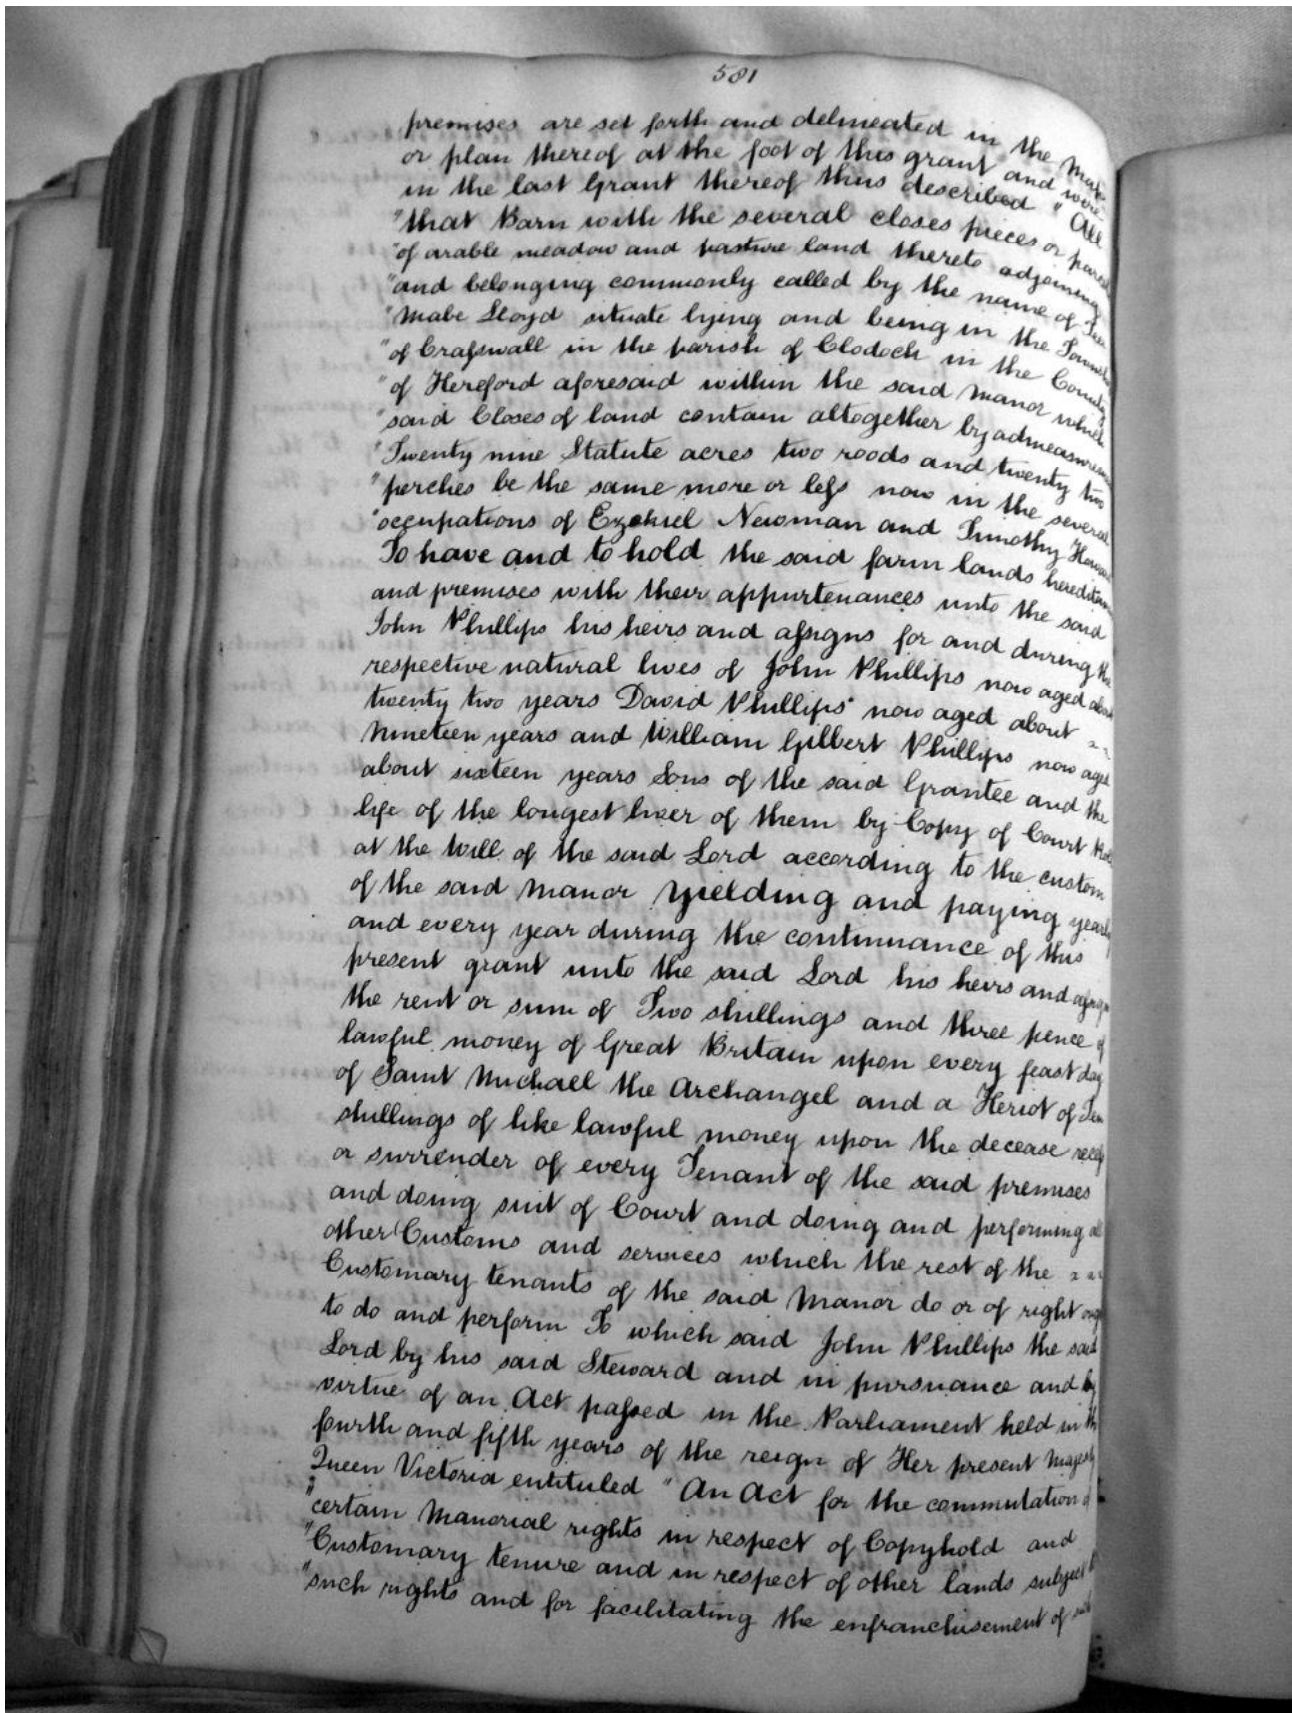 581
premises are set forth and delineated in the Map
or plan thereof at the foot of this grant and were
in the last Grant thereof thus described " All
"that Barn with the several closes pieces or parcels
"of arable meadow and pasture land thereto adjoining
"and belonging commonly called by the name of
"Mabe Lloyd situate lying and being in the Township
"of Crasswall in the parish of Clodock in the County
"of Hereford aforesaid within the said Manor which
"said Closes of land contain altogether by admeasurement
"Twenty nine Statute acres two roods and twenty two
"perches be the same more or less now in the several
"occupations of Ezekiel Newman and Timothy
To have and to hold the said farm lands hereditaments
and premises with their appurtenances unto the said
John Phillips his heirs and assigns for and during the
respective natural lives of John Phillips now aged about
twenty two years David Phillips now aged about
nineteen years and William Gilbert Phillips now aged
about sixteen years Sons of the said Grantee and the
life of the longest liver of them by Copy of Court Roll
at the Will of the said Lord according to the custom
of the said Manor yielding and paying yearly
and every year during the continuance of this
present grant unto the said Lord his heirs and assigns
the rent or sum of Two shillings and three pence of
lawful money of Great Britain upon every feast day
of Saint Michael the Archangel and a Heriot of Ten
shillings of like lawful money upon the decease
or surrender of every Tenant of the said premises
and doing suit of Court and doing and performing all
other Customs and services which the rest of the
Customary tenants of the said Manor do or of right ought
to do and perform To which said John Phillips the said
Lord by his said Steward and in pursuance and by
virtue of an Act passed in the Parliament held in the
fourth and fifth years of the reign of Her present Majesty
Queen Victoria entituled " An Act for the commutation of
"certain Manorial rights in respect of Copyhold and
"Customary tenure and in respect of other lands subject to
"such rights and for facilitating the enfranchisement of such